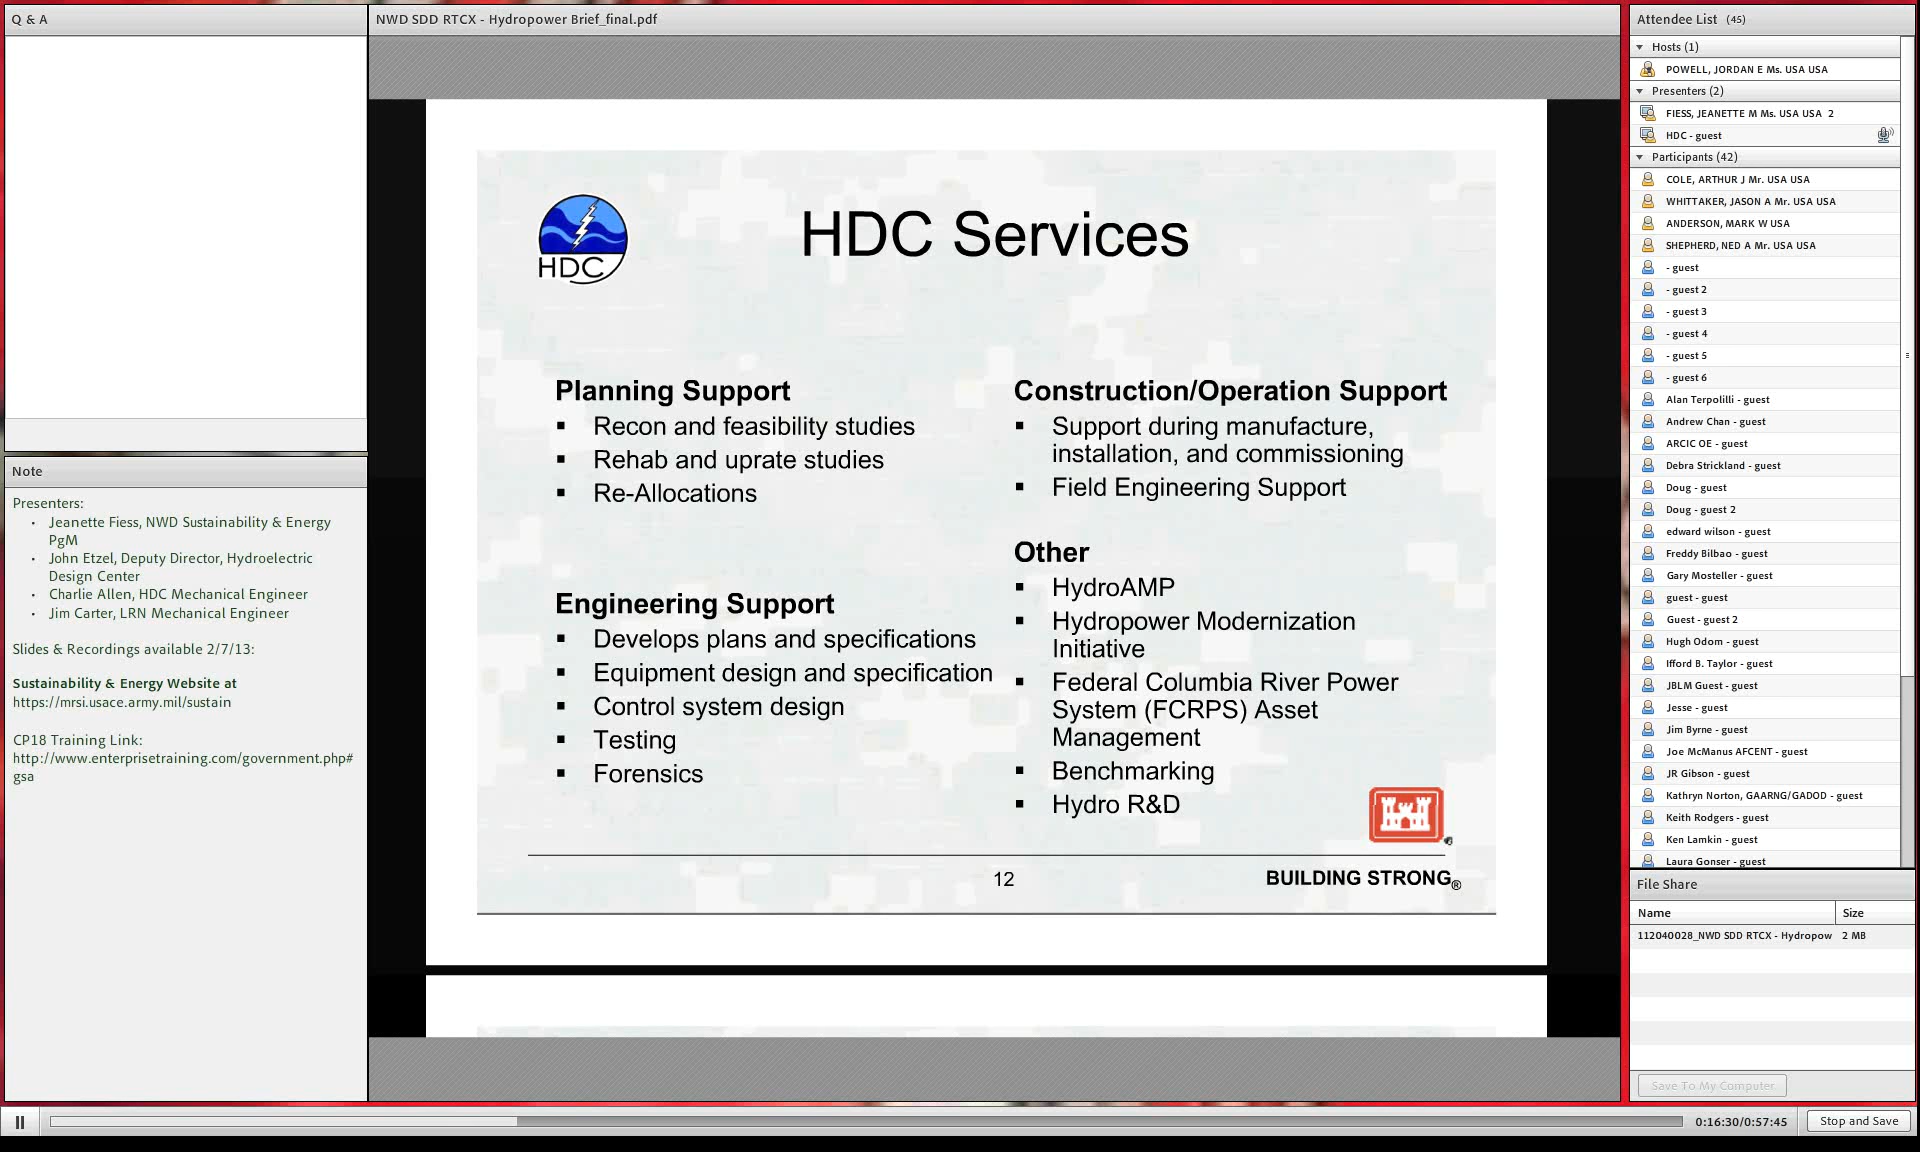 Q & A
Note
Presenters:
• Jeanette Fiess, NWD Sustainability & Energy
PgM
• John Etzel, Deputy Director, Hydroelectric
Design Center
• Charlie Allen, HDC Mechanical Engineer
• Jim Carter, LRN Mechanical Engineer
Slides & Recordings available 2/7/13:
Sustainability & Energy Website at
https://mrsi.usace.army.mil/sustain
CP18 Training Link:
http://www.enterprisetraining.com/government.php#
gsa
NWD SDD RTCX - Hydropower Brief_final.pdf
HDC
HDC Services
Planning Support
▪ Recon and feasibility studies
▪ Rehab and uprate studies
▪ Re-Allocations
Engineering Support
▪ Develops plans and specifications
▪ Equipment design and specification
▪ Control system design
▪ Testing
▪ Forensics
Construction/Operation Support
▪ Support during manufacture,
installation, and commissioning
▪ Field Engineering Support
Other
▪ HydroAMP
▪ Hydropower Modernization
Initiative
▪ Federal Columbia River Power
System (FCRPS) Asset
Management
▪ Benchmarking
▪ Hydro R&D
12
BUILDING STRONG®
Attendee List (45)
Hosts (1)
POWELL, JORDAN E Ms. USA USA
Presenters (2)
FIESS, JEANETTE M Ms. USA USA 2
HDC - guest
Participants (42)
COLE, ARTHUR J Mr. USA USA
WHITTAKER, JASON A Mr. USA USA
ANDERSON, MARK W USA
SHEPHERD, NED A Mr. USA USA
- guest
- guest 2
- guest 3
- guest 4
- guest 5
- guest 6
Alan Terpolilli - guest
Andrew Chan - guest
ARCIC OE - guest
Debra Strickland - guest
Doug - guest
Doug - guest 2
edward wilson - guest
Freddy Bilbao - guest
Gary Mosteller - guest
guest - guest
Guest - guest 2
Hugh Odom - guest
Ifford B. Taylor - guest
JBLM Guest - guest
Jesse - guest
Jim Byrne - guest
Joe McManus AFCENT - guest
JR Gibson - guest
Kathryn Norton, GAARNG/GADOD - guest
Keith Rodgers - guest
Ken Lamkin - guest
Laura Gonser - guest
File Share
Name Size
112040028_NWD SDD RTCX - Hydropow 2 MB
Save To My Computer
0:16:30/0:57:45
Stop and Save